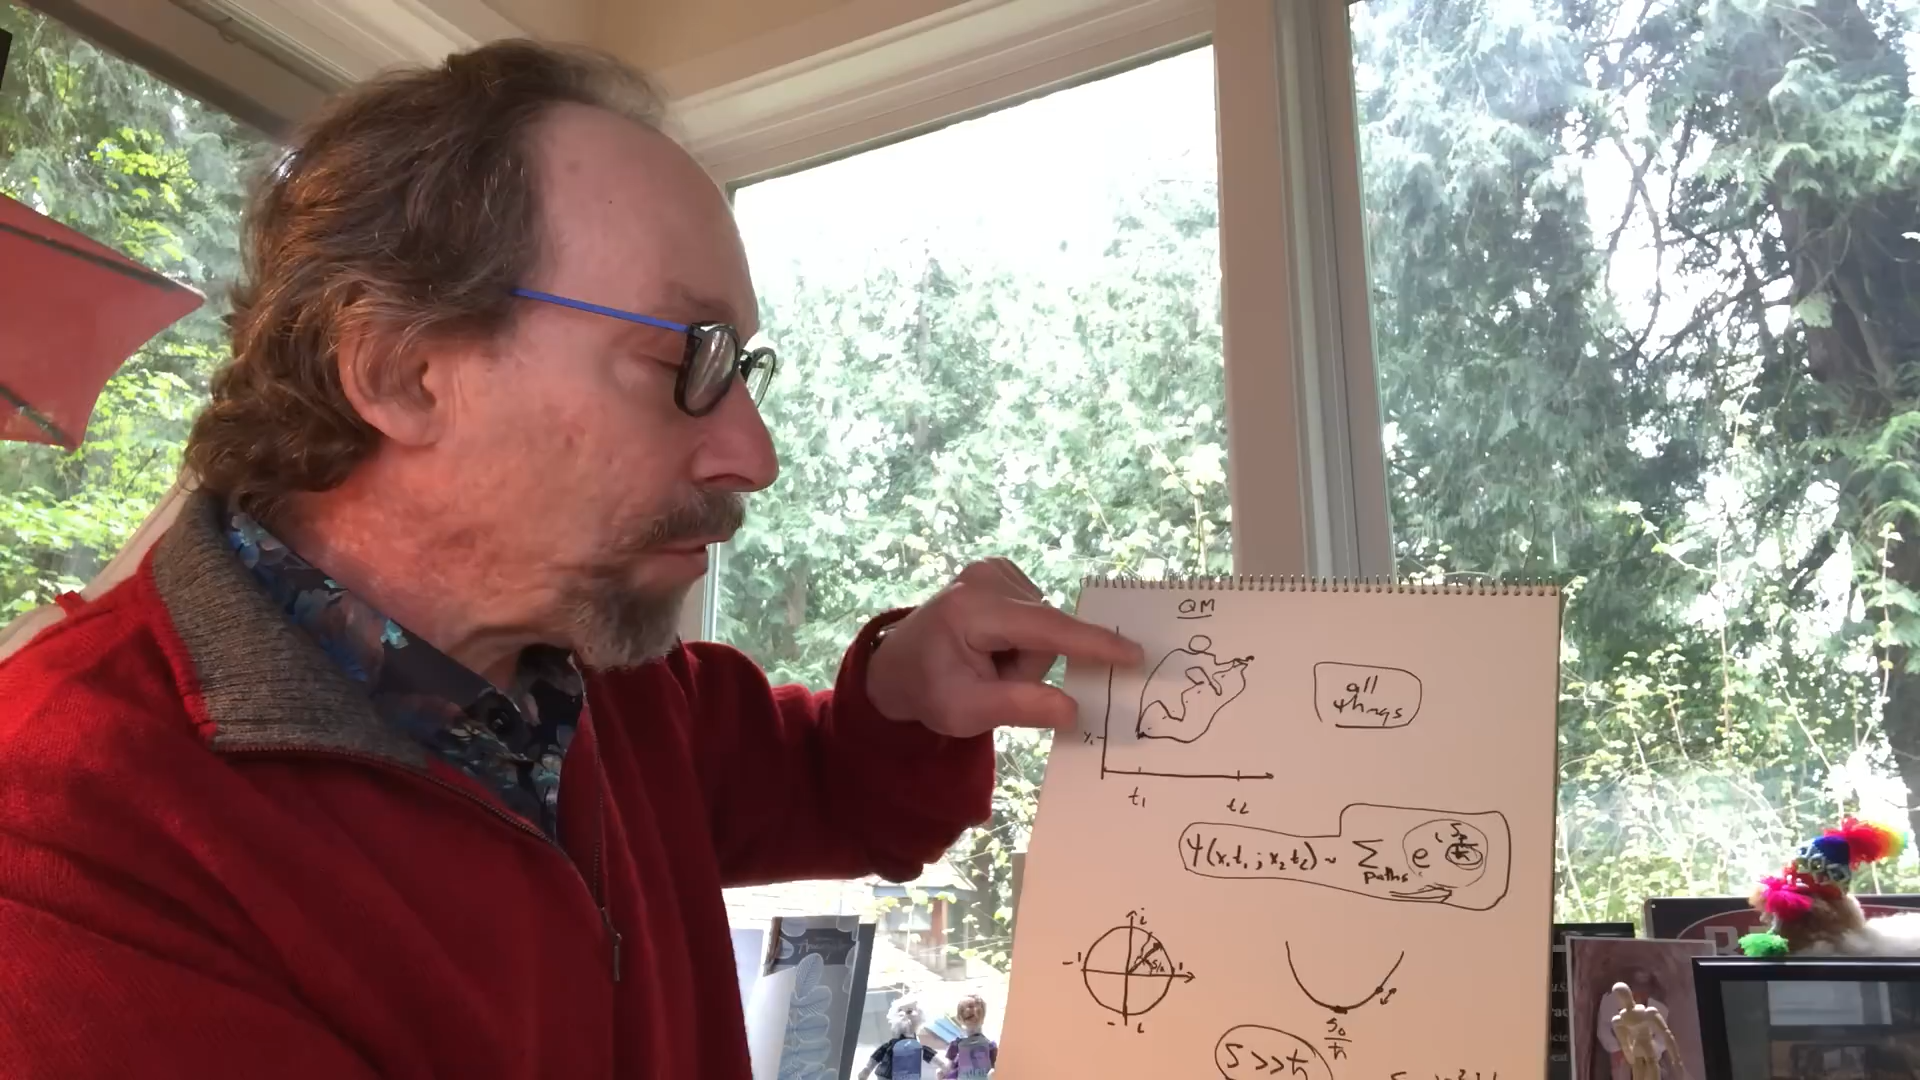 QM
all
things
x₁
t₁
t₂
ψ(x₁t₁; x₂t₂) ~ Σ e^(i S/ħ)
paths
i
-1
S/ħ
1
-i
S₀/ħ
S>>ħ